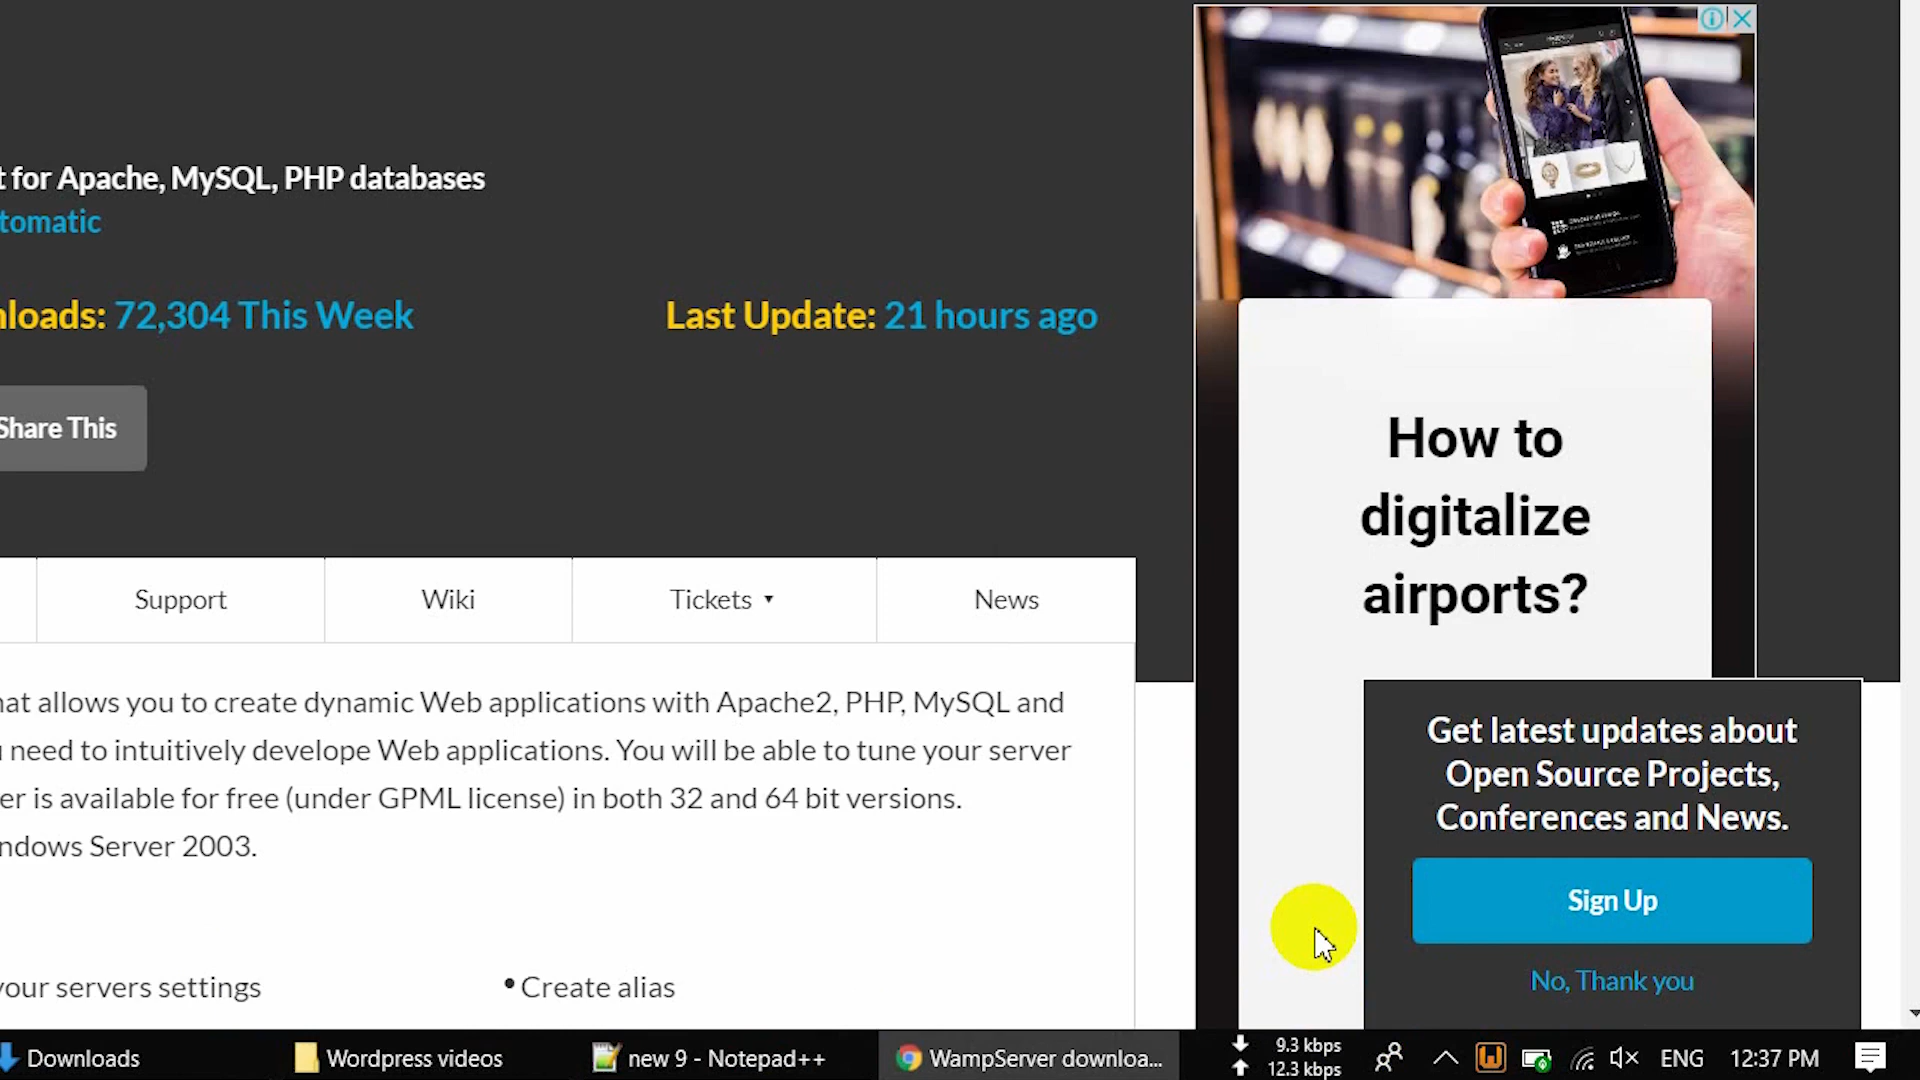 t for Apache, MySQL, PHP databases
tomatic
nloads: 72,304 This Week
Last Update: 21 hours ago
Share This
Support
Wiki
Tickets ▼
News
How to
digitalize
airports?
hat allows you to create dynamic Web applications with Apache2, PHP, MySQL and
u need to intuitively develope Web applications. You will be able to tune your server
er is available for free (under GPML license) in both 32 and 64 bit versions.
ndows Server 2003.
your servers settings
• Create alias
Get latest updates about
Open Source Projects,
Conferences and News.
Sign Up
No, Thank you
Downloads
Wordpress videos
new 9 - Notepad++
WampServer downloa...
9.3 kbps
12.3 kbps
ENG
12:37 PM